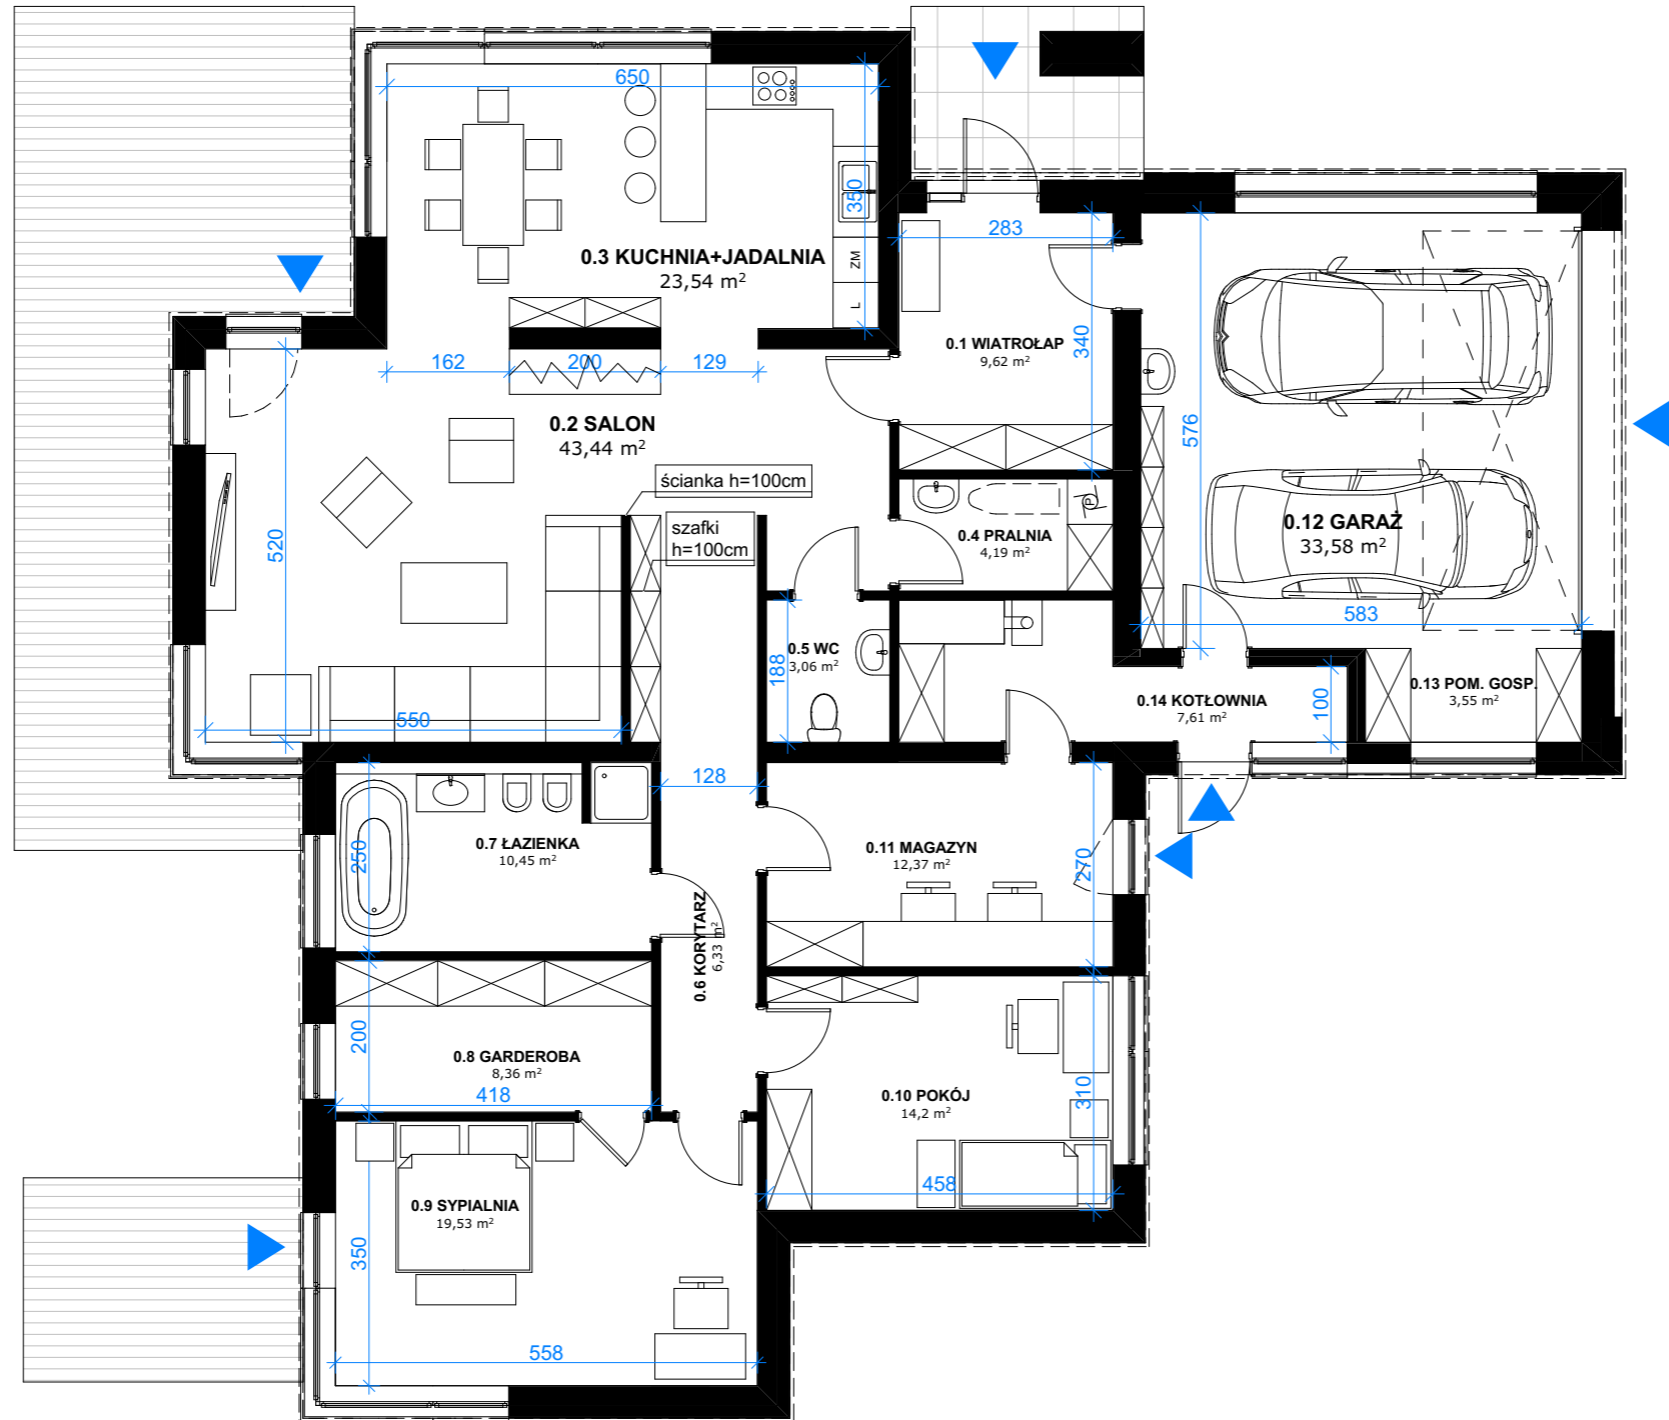 650
350
0.3 KUCHNIA+JADALNIA
23,54 m²
ZM
L
283
340
0.1 WIATROŁAP
9,62 m²
162
200
129
0.2 SALON
43,44 m²
520
550
ścianka h=100cm
szafki
h=100cm
0.4 PRALNIA
4,19 m²
P
576
0.12 GARAŻ
33,58 m²
583
0.5 WC
3,06 m²
188
0.14 KOTŁOWNIA
7,61 m²
100
0.13 POM. GOSP.
3,55 m²
128
0.7 ŁAZIENKA
10,45 m²
250
0.6 KORYTARZ
6,33 m²
0.11 MAGAZYN
12,37 m²
270
0.8 GARDEROBA
8,36 m²
200
418
0.10 POKÓJ
14,2 m²
310
458
0.9 SYPIALNIA
19,53 m²
350
558